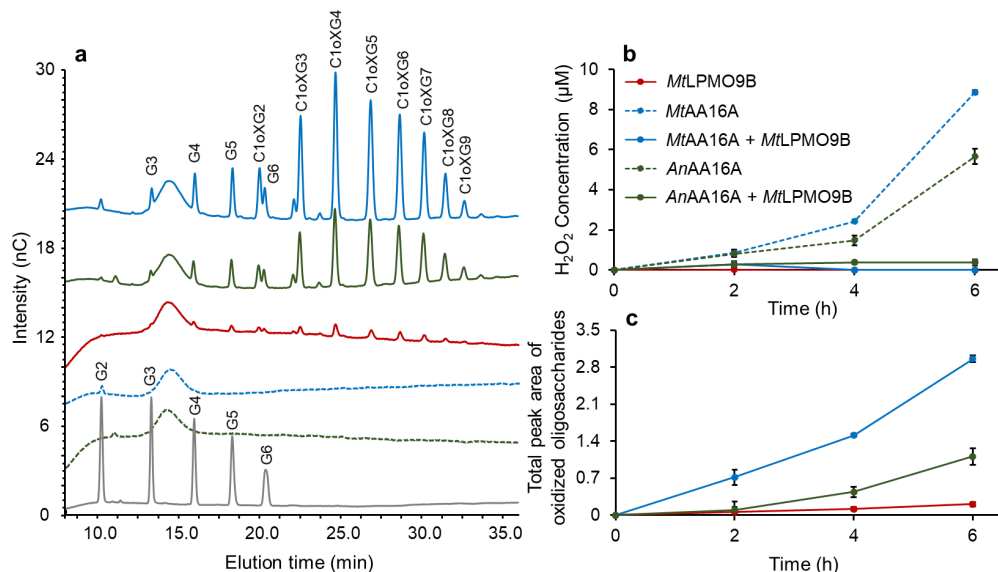 a
Intensity (nC)
30
24
18
12
6
0
G3
G4
G5
C1oXG2
G6
C1oXG3
C1oXG4
C1oXG5
C1oXG6
C1oXG7
C1oXG8
C1oXG9
G2
G3
G4
G5
G6
10.0
15.0
20.0
25.0
30.0
35.0
Elution time (min)
b
H2O2 Concentration (µM)
10
8
6
4
2
0
MtLPMO9B
MtAA16A
MtAA16A + MtLPMO9B
AnAA16A
AnAA16A + MtLPMO9B
0
2
4
6
Time (h)
c
Total peak area of
oxidized oligosaccharides
3.5
2.8
2.1
1.4
0.7
0
0
2
4
6
Time (h)